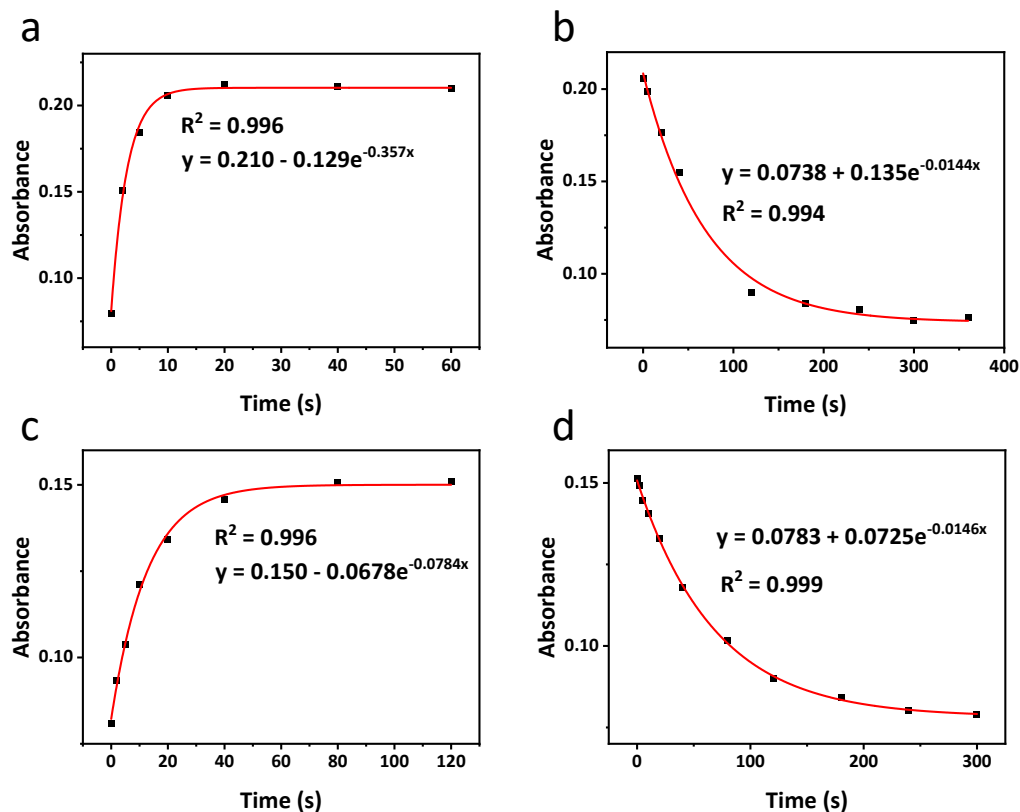 a
Absorbance
0.20
0.15
0.10
R² = 0.996
y = 0.210 - 0.129e^-0.357x
0 10 20 30 40 50 60
Time (s)
b
Absorbance
0.20
0.15
0.10
y = 0.0738 + 0.135e^-0.0144x
R² = 0.994
0 100 200 300 400
Time (s)
c
Absorbance
0.15
0.10
R² = 0.996
y = 0.150 - 0.0678e^-0.0784x
0 20 40 60 80 100 120
Time (s)
d
Absorbance
0.15
0.10
y = 0.0783 + 0.0725e^-0.0146x
R² = 0.999
0 100 200 300
Time (s)